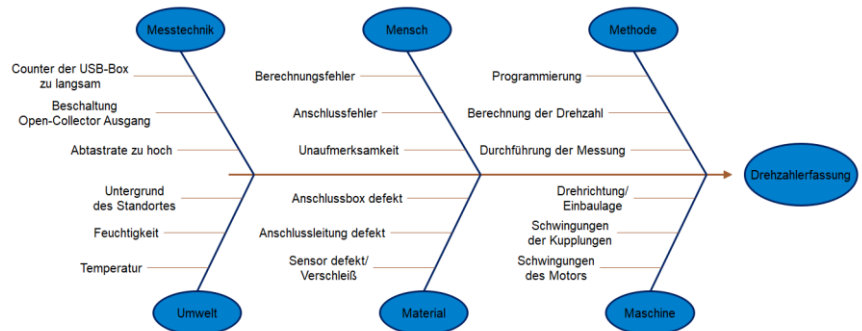 Messtechnik
Mensch
Methode
Counter der USB-Box
zu langsam
Beschaltung
Open-Collector Ausgang
Abtastrate zu hoch
Berechnungsfehler
Anschlussfehler
Unaufmerksamkeit
Programmierung
Berechnung der Drehzahl
Durchführung der Messung
Drehzahlerfassung
Untergrund
des Standortes
Feuchtigkeit
Temperatur
Anschlussbox defekt
Anschlussleitung defekt
Sensor defekt/
Verschleiß
Drehrichtung/
Einbaulage
Schwingungen
der Kupplungen
Schwingungen
des Motors
Umwelt
Material
Maschine